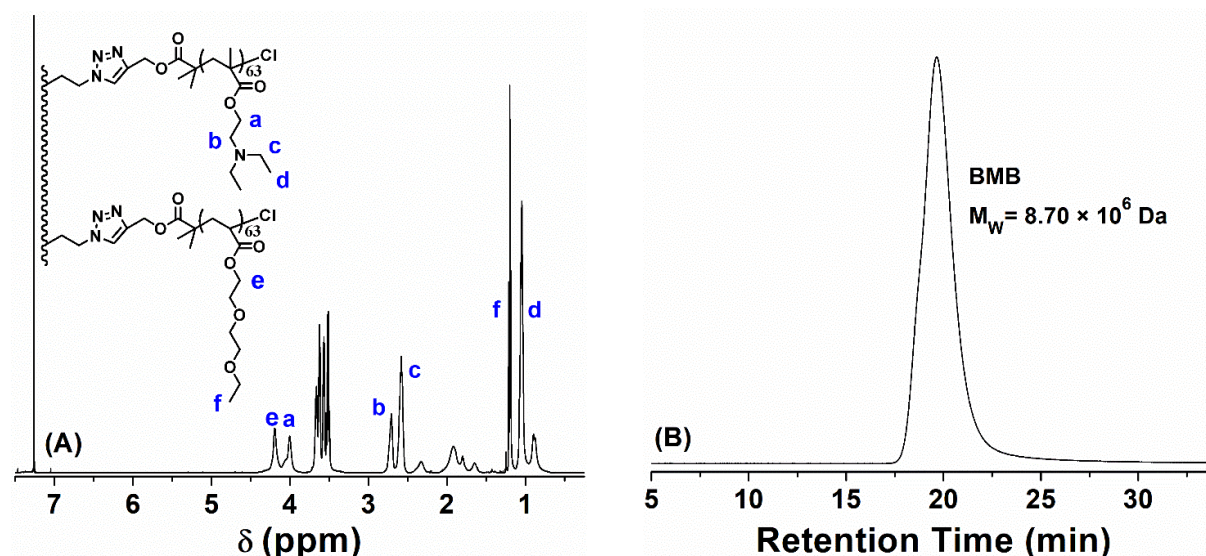 O
Cl
N=N
N
O
63
O
O
a
b
c
N
d
O
Cl
N=N
N
O
63
O
O
e
O
O
f
f
d
c
b
e a
(A)
7 6 5 4 3 2 1
δ (ppm)
BMB
M_W= 8.70 × 10^6 Da
(B)
5 10 15 20 25 30
Retention Time (min)